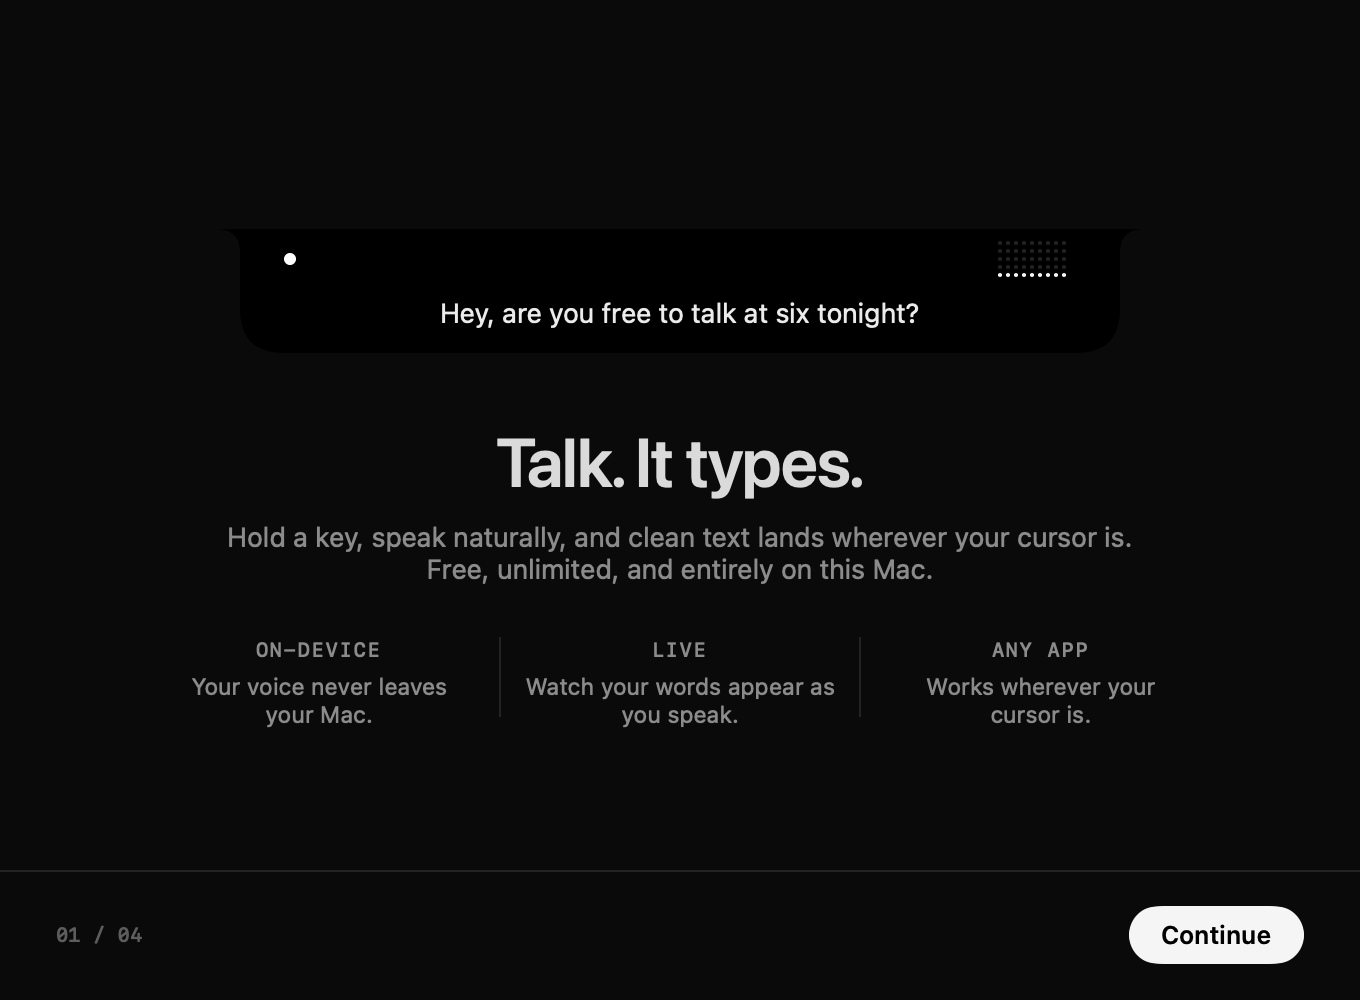 Hey, are you free to talk at six tonight?
Talk. It types.
Hold a key, speak naturally, and clean text lands wherever your cursor is.
Free, unlimited, and entirely on this Mac.
ON–DEVICE
Your voice never leaves
your Mac.
LIVE
Watch your words appear as
you speak.
ANY APP
Works wherever your
cursor is.
01 / 04
Continue